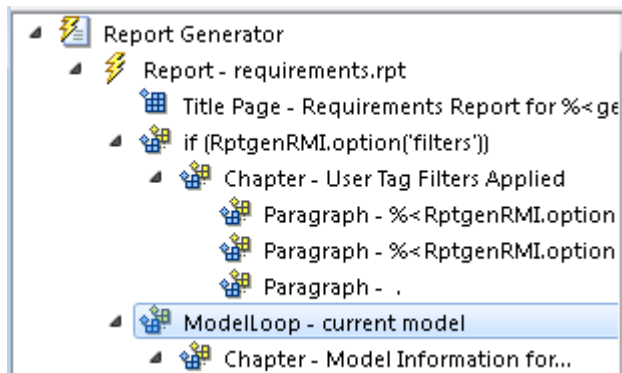 Report Generator
Report - requirements.rpt
Title Page - Requirements Report for %<ge
if (RptgenRMI.option('filters'))
Chapter - User Tag Filters Applied
Paragraph - %<RptgenRMI.option
Paragraph - %<RptgenRMI.option
Paragraph - .
ModelLoop - current model
Chapter - Model Information for...